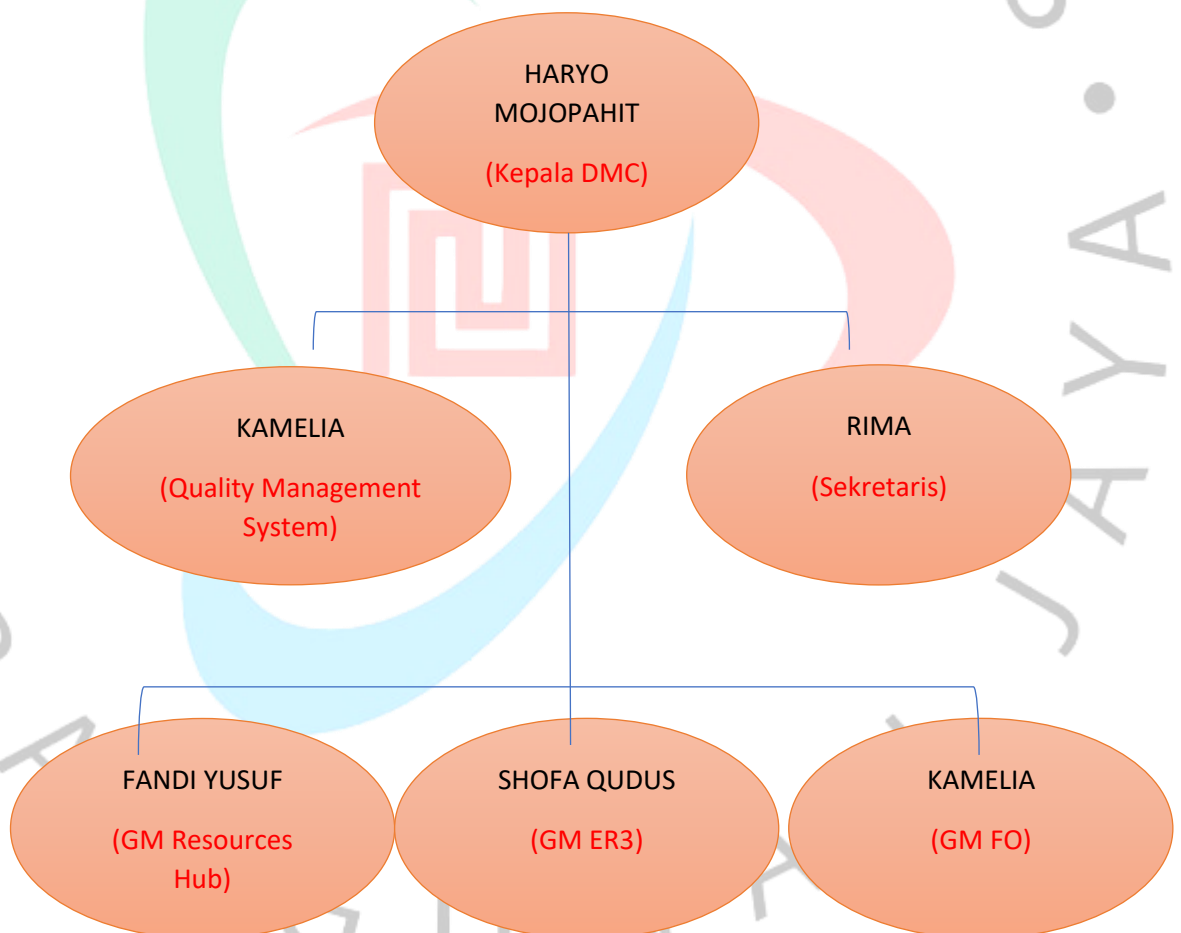 HARYO
MOJOPAHIT
(Kepala DMC)
KAMELIA
(Quality Management
System)
RIMA
(Sekretaris)
FANDI YUSUF
(GM Resources
Hub)
SHOFA QUDUS
(GM ER3)
KAMELIA
(GM FO)
JAYA